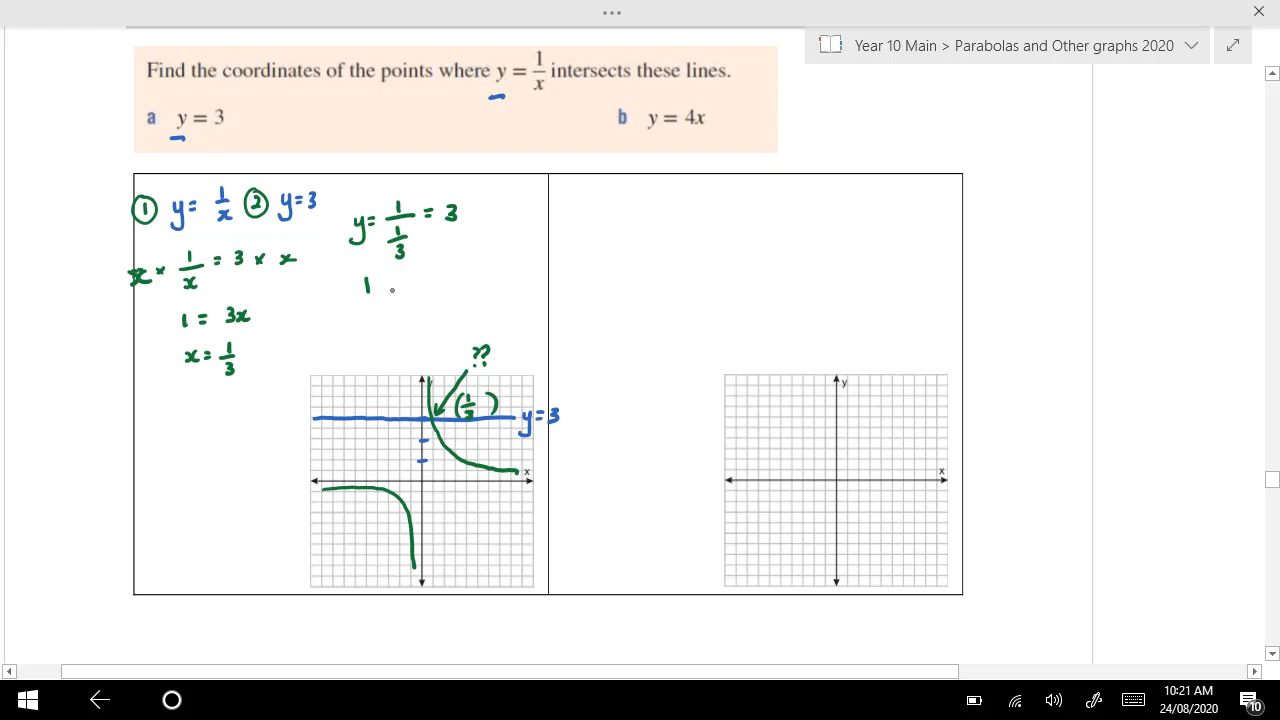 Year 10 Main > Parabolas and Other graphs 2020
Find the coordinates of the points where y = 1/x intersects these lines.
a y = 3
b y = 4x
① y = 1/x ② y = 3
x × 1/x = 3 × x
1 = 3x
x = 1/3
y = 1/(1/3) = 3
1
??
(1/3 )
y = 3
y
x
y
x
10:21 AM
24/08/2020
10